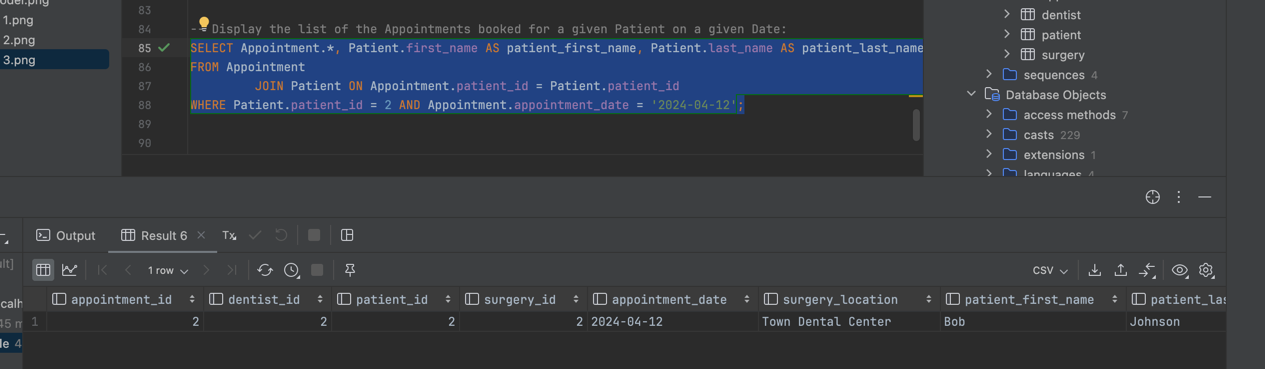 1.png
2.png
3.png
83
84 -- Display the list of the Appointments booked for a given Patient on a given Date:
85 SELECT Appointment.*, Patient.first_name AS patient_first_name, Patient.last_name AS patient_last_name
86 FROM Appointment
87 JOIN Patient ON Appointment.patient_id = Patient.patient_id
88 WHERE Patient.patient_id = 2 AND Appointment.appointment_date = '2024-04-12';
89
90
dentist
patient
surgery
sequences 4
Database Objects
access methods 7
casts 229
extensions 1
languages 4
Output
Result 6
Tx
1 row
CSV
appointment_id dentist_id patient_id surgery_id appointment_date surgery_location patient_first_name patient_las
1 2 2 2 2 2024-04-12 Town Dental Center Bob Johnson